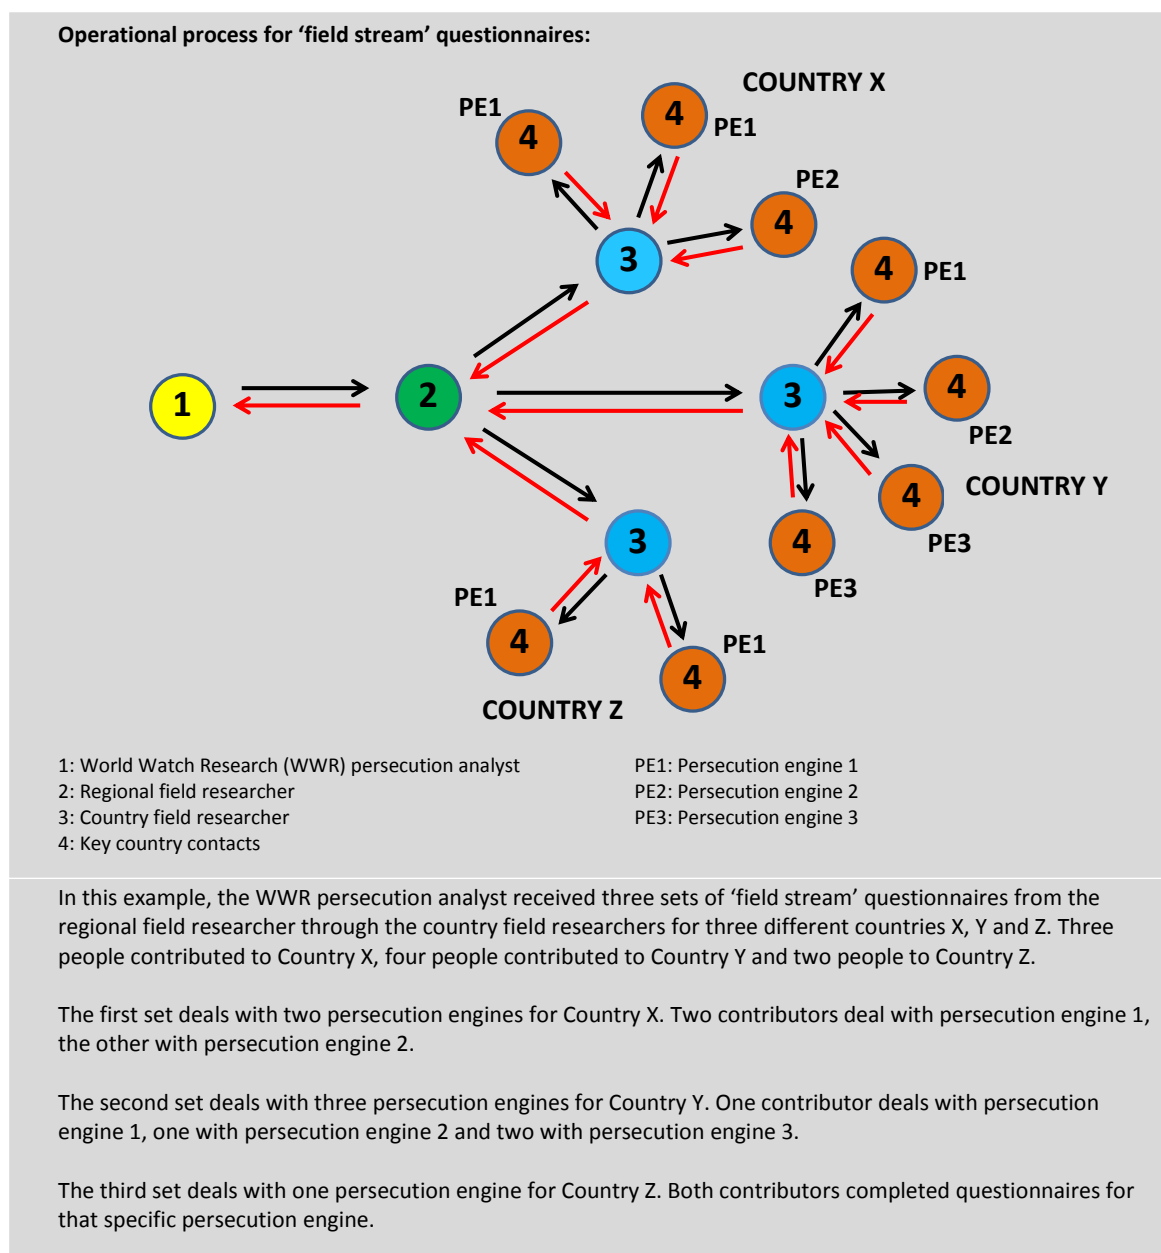 Operational process for ‘field stream’ questionnaires:
COUNTRY X
PE1
4
4
PE1
PE2
4
3
4
PE1
1
2
3
4
PE2
4
COUNTRY Y
PE3
4
PE3
3
PE1
4
PE1
4
COUNTRY Z
1: World Watch Research (WWR) persecution analyst
2: Regional field researcher
3: Country field researcher
4: Key country contacts
PE1: Persecution engine 1
PE2: Persecution engine 2
PE3: Persecution engine 3
In this example, the WWR persecution analyst received three sets of ‘field stream’ questionnaires from the
regional field researcher through the country field researchers for three different countries X, Y and Z. Three
people contributed to Country X, four people contributed to Country Y and two people to Country Z.
The first set deals with two persecution engines for Country X. Two contributors deal with persecution engine 1,
the other with persecution engine 2.
The second set deals with three persecution engines for Country Y. One contributor deals with persecution
engine 1, one with persecution engine 2 and two with persecution engine 3.
The third set deals with one persecution engine for Country Z. Both contributors completed questionnaires for
that specific persecution engine.